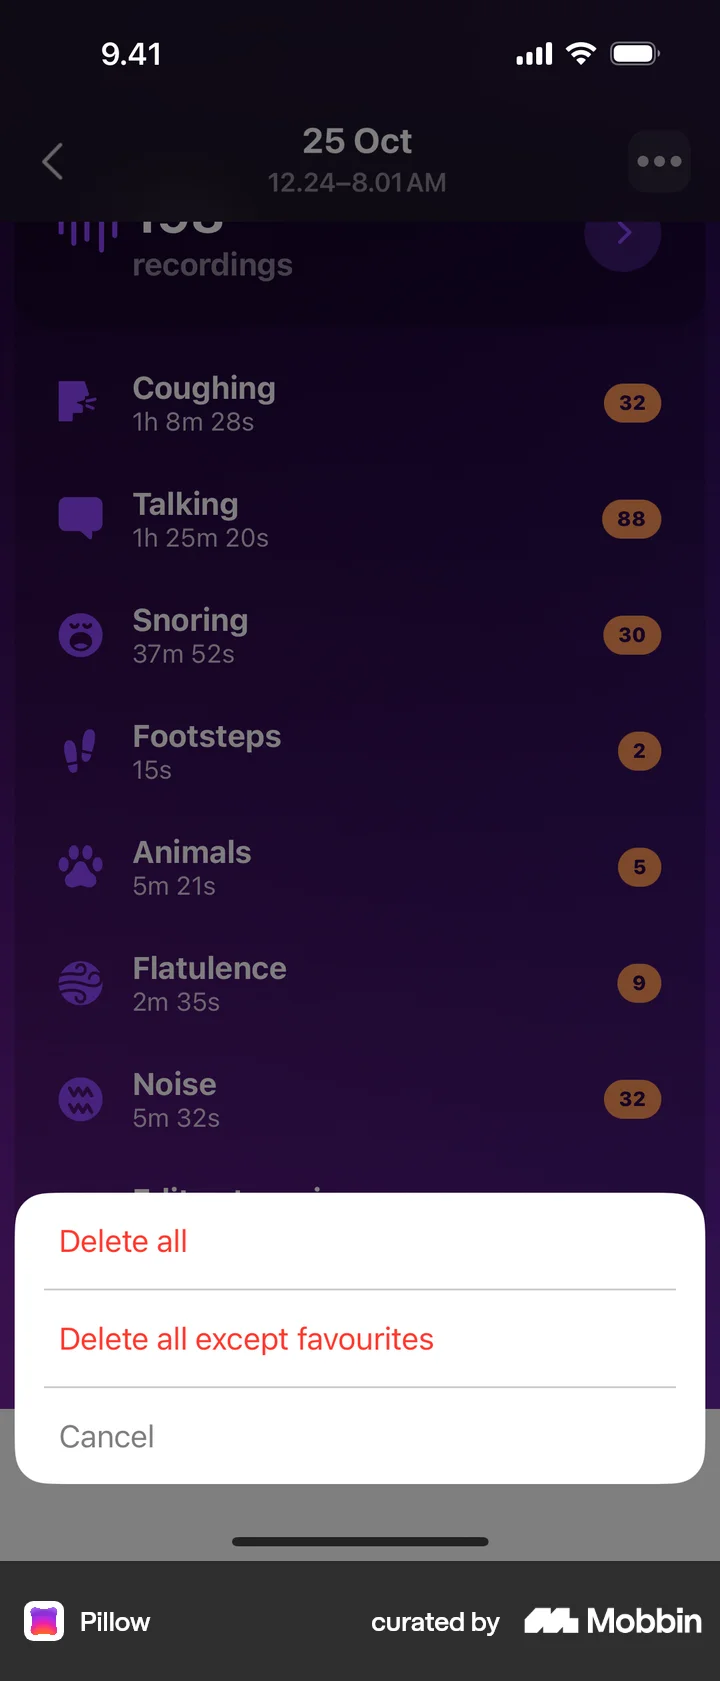 9.41
25 Oct
12.24–8.01 AM
198
recordings
Coughing
1h 8m 28s
32
Talking
1h 25m 20s
88
Snoring
37m 52s
30
Footsteps
15s
2
Animals
5m 21s
5
Flatulence
2m 35s
9
Noise
5m 32s
32
Delete all
Delete all except favourites
Cancel
Pillow
curated by Mobbin